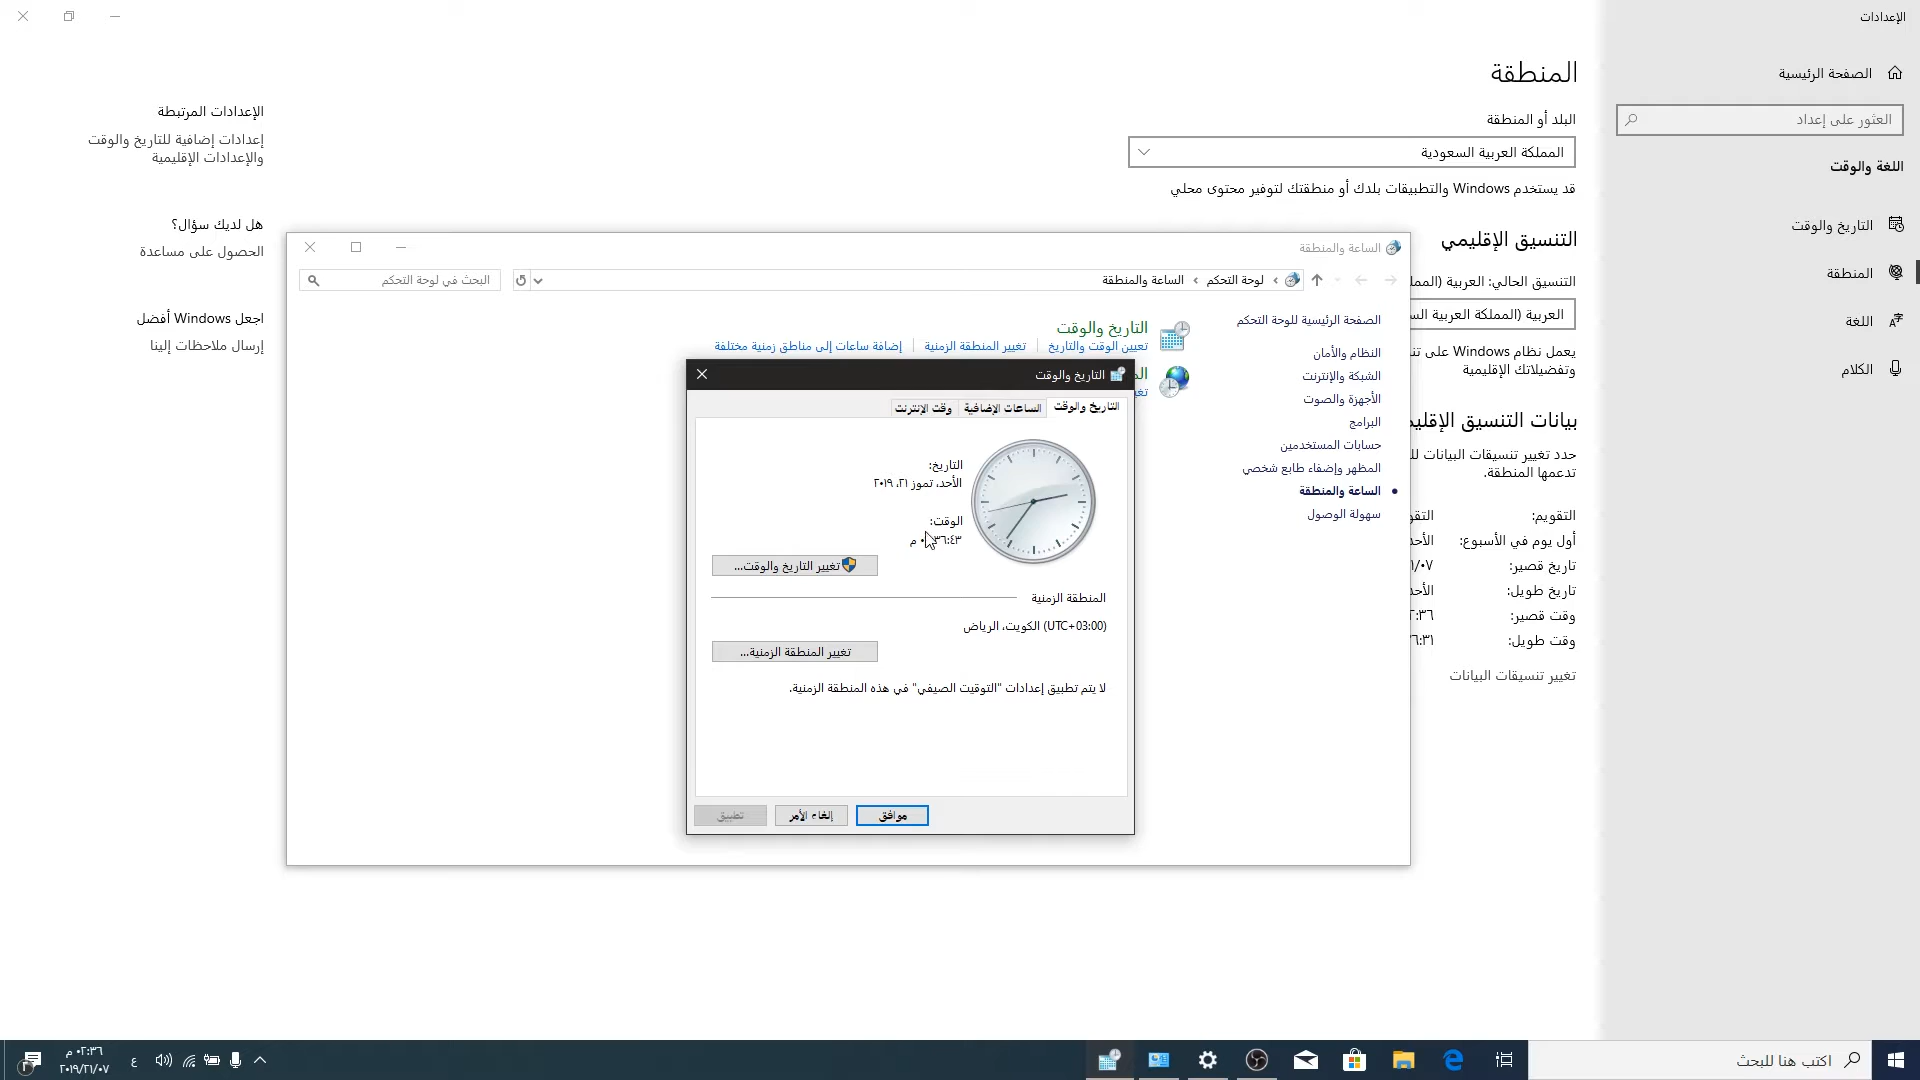 الإعدادات
الصفحة الرئيسية
العثور على إعداد
اللغة والوقت
التاريخ والوقت
المنطقة
اللغة
الكلام
المنطقة
البلد أو المنطقة
المملكة العربية السعودية
قد يستخدم Windows والتطبيقات بلدك أو منطقتك لتوفير محتوى محلي
التنسيق الإقليمي
التنسيق الحالي: العربية
العربية (المملكة العربية
يعمل نظام Windows على
وتفضيلاتك الإقليمية
بيانات التنسيق
حدد تغيير تنسيقات البيانات
تدعمها المنطقة.
التقويم:
أول يوم في الأسبوع:
تاريخ قصير:
تاريخ طويل:
وقت قصير:
وقت طويل:
تغيير تنسيقات البيانات
الإعدادات المرتبطة
إعدادات إضافية للتاريخ والوقت
والإعدادات الإقليمية
هل لديك سؤال؟
الحصول على مساعدة
اجعل Windows أفضل
إرسال ملاحظات إلينا
الساعة والمنطقة
لوحة التحكم › الساعة والمنطقة
البحث في لوحة التحكم
الصفحة الرئيسية للوحة التحكم
النظام والأمان
الشبكة والإنترنت
الأجهزة والصوت
البرامج
حسابات المستخدمين
المظهر وإضفاء طابع شخصي
الساعة والمنطقة
سهولة الوصول
التاريخ والوقت
تعيين الوقت والتاريخ | تغيير المنطقة الزمنية | إضافة ساعات إلى مناطق زمنية مختلفة
التاريخ والوقت
التاريخ والوقت
الساعات الإضافية
وقت الإنترنت
التاريخ:
الأحد، تموز ٢١، ٢٠١٩
الوقت:
م
تغيير التاريخ والوقت...
المنطقة الزمنية
(UTC+03:00) الكويت، الرياض
تغيير المنطقة الزمنية...
لا يتم تطبيق إعدادات "التوقيت الصيفي" في هذه المنطقة الزمنية.
موافق
إلغاء الأمر
تطبيق
اكتب هنا للبحث
ع
٠٢:٣٦ م
٢٠١٩/٢١/٠٧